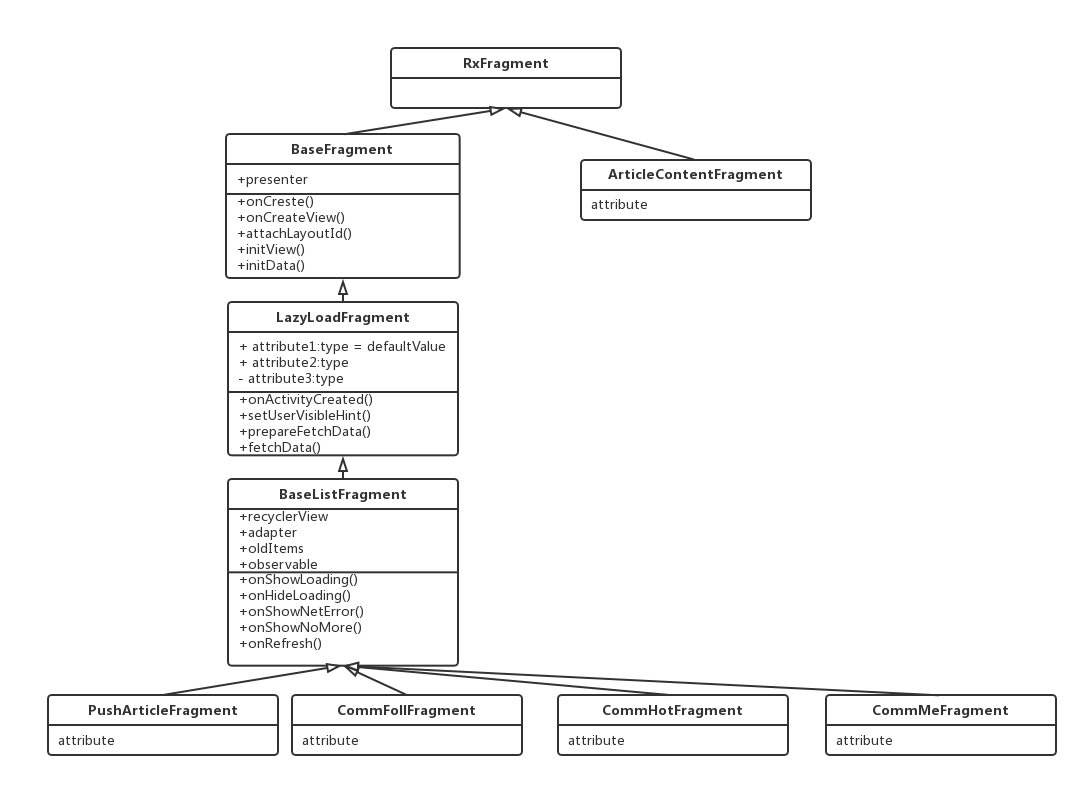 RxFragment
BaseFragment
+presenter
+onCreste()
+onCreateView()
+attachLayoutId()
+initView()
+initData()
ArticleContentFragment
attribute
LazyLoadFragment
+ attribute1:type = defaultValue
+ attribute2:type
- attribute3:type
+onActivityCreated()
+setUserVisibleHint()
+prepareFetchData()
+fetchData()
BaseListFragment
+recyclerView
+adapter
+oldItems
+observable
+onShowLoading()
+onHideLoading()
+onShowNetError()
+onShowNoMore()
+onRefresh()
PushArticleFragment
attribute
CommFollFragment
attribute
CommHotFragment
attribute
CommMeFragment
attribute